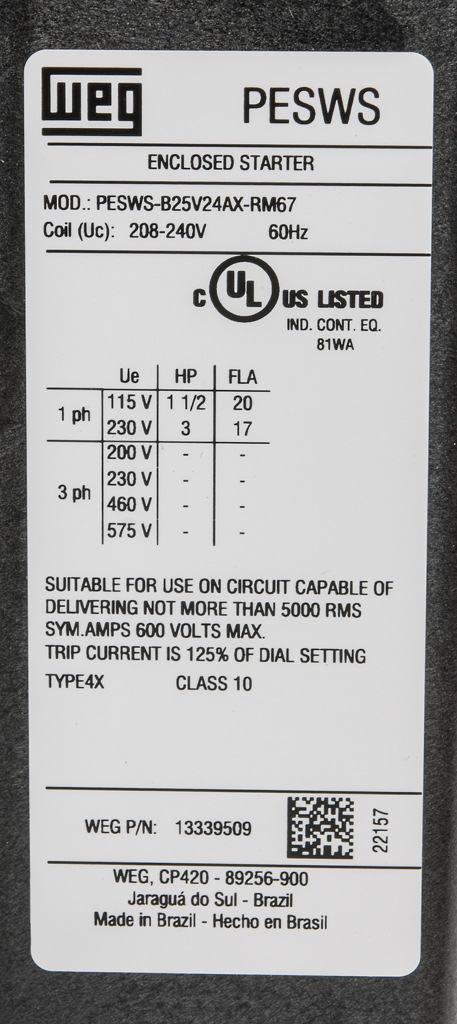 WEG PESWS
ENCLOSED STARTER
MOD.: PESWS-B25V24AX-RM67
Coil (Uc): 208-240V 60Hz
C UL US LISTED
IND. CONT. EQ.
81WA
Ue HP FLA
1 ph 115 V 1 1/2 20
230 V 3 17
3 ph 200 V - -
230 V - -
460 V - -
575 V - -
SUITABLE FOR USE ON CIRCUIT CAPABLE OF
DELIVERING NOT MORE THAN 5000 RMS
SYM.AMPS 600 VOLTS MAX.
TRIP CURRENT IS 125% OF DIAL SETTING
TYPE4X CLASS 10
WEG P/N: 13339509 22157
WEG, CP420 - 89256-900
Jaraguá do Sul - Brazil
Made in Brazil - Hecho en Brasil